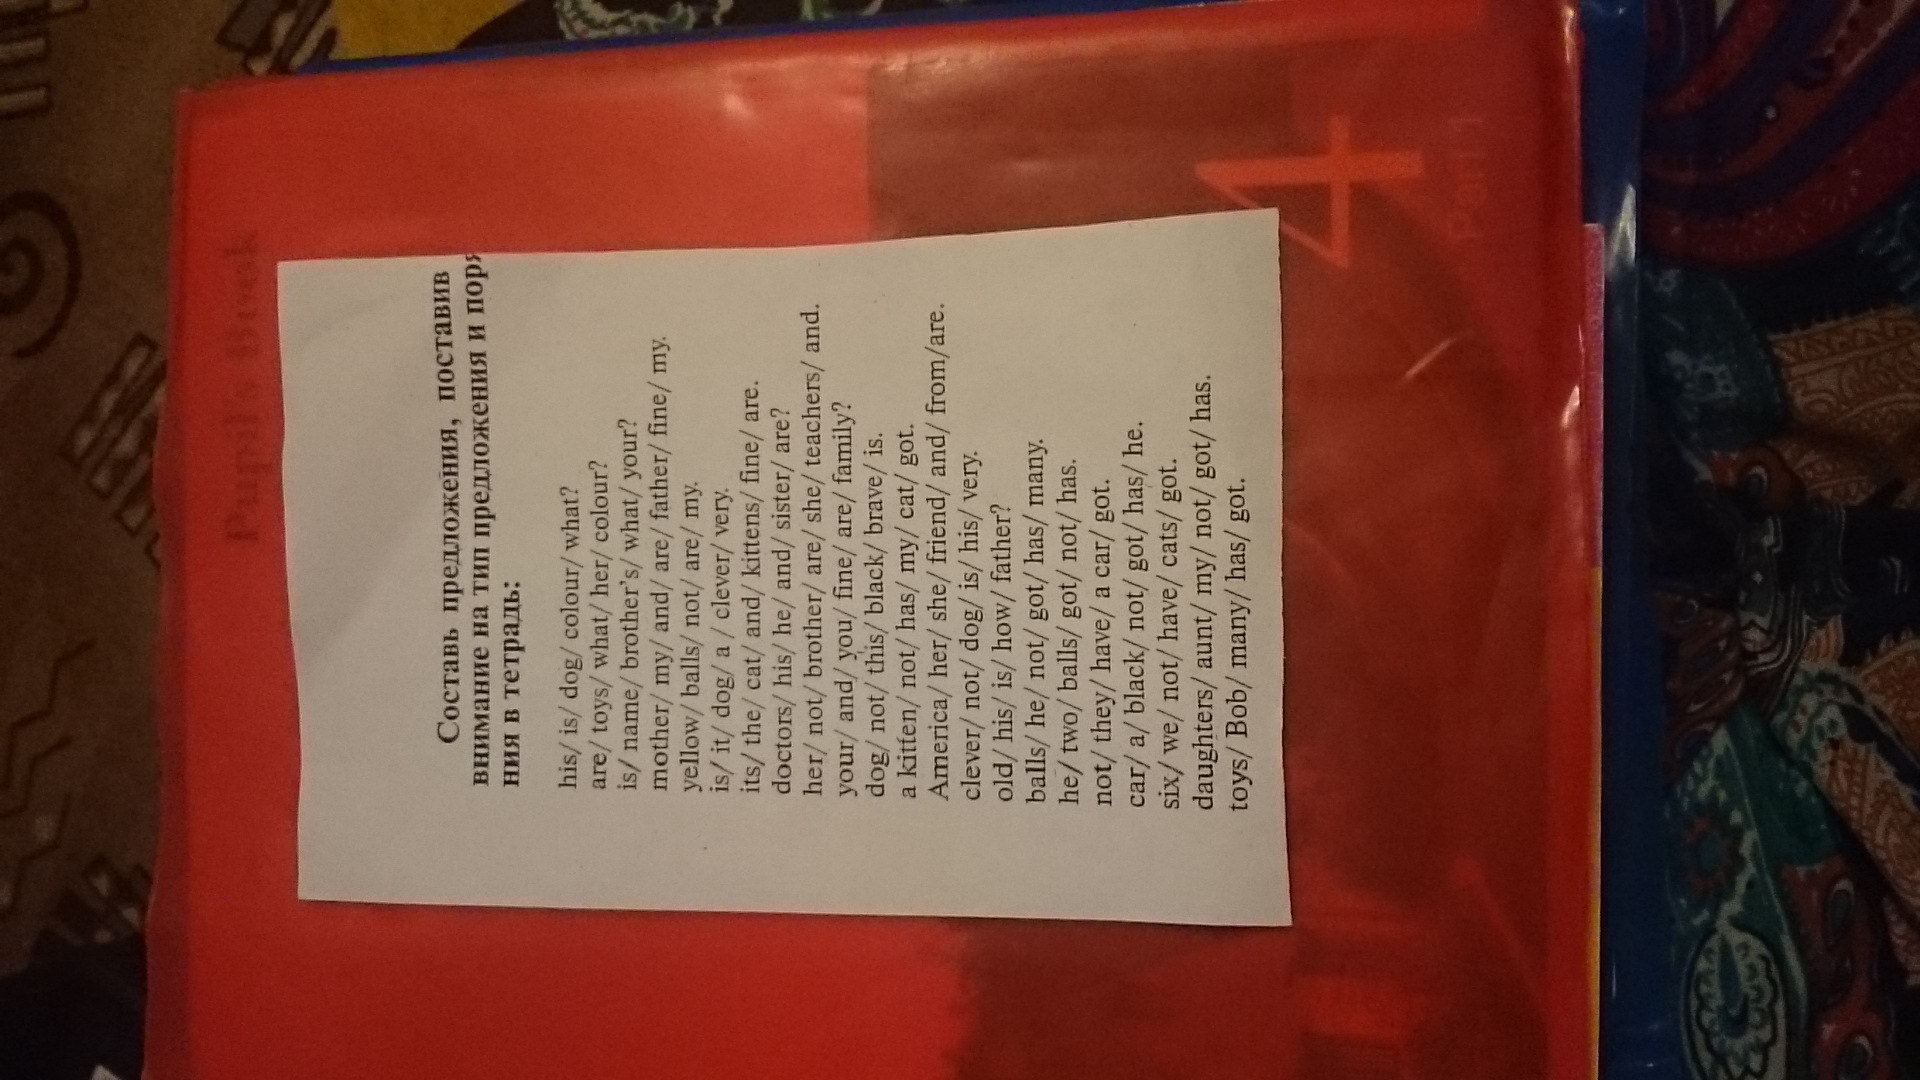 Pupil's Book
Составь предложения, поставив
внимание на тип предложения и поря
ния в тетрадь:
his/ is/ dog/ colour/ what?
are/ toys/ what/ her/ colour?
is/ name/ brother's/ what/ your?
mother/ my/ and/ are/ father/ fine/ my.
yellow/ balls/ not/ are/ my.
is/ it/ dog/ a / clever/ very.
its/ the/ cat/ and/ kittens/ fine/ are.
doctors/ his/ he/ and/ sister/ are?
her/ not/ brother/ are/ she/ teachers/ and.
your/ and/ you/ fine/ are/ family?
dog/ not/ this/ black/ brave/ is.
a kitten/ not/ has/ my/ cat/ got.
America/ her/ she/ friend/ and/ from/are.
clever/ not/ dog/ is/ his/ very.
old/ his/ is/ how/ father?
balls/ he/ not/ got/ has/ many.
he/ two/ balls/ got/ not/ has.
not/ they/ have/ a car/ got.
car/ a/ black/ not/ got/ has/ he.
six/ we/ not/ have/ cats/ got.
daughters/ aunt/ my/ not/ got/ has.
toys/ Bob/ many/ has/ got.
4
Part 1